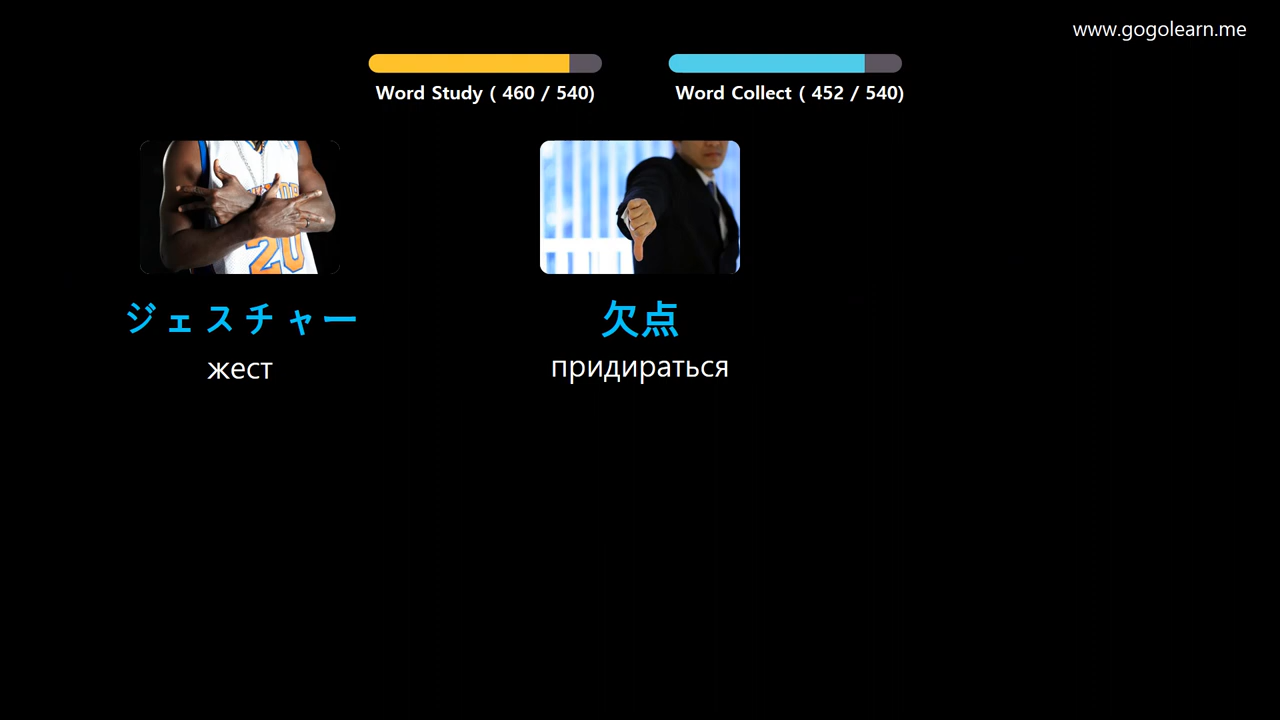 www.gogolearn.me
Word Study ( 460 / 540)
Word Collect ( 452 / 540)
20
ジェスチャー
欠点
жест
придираться